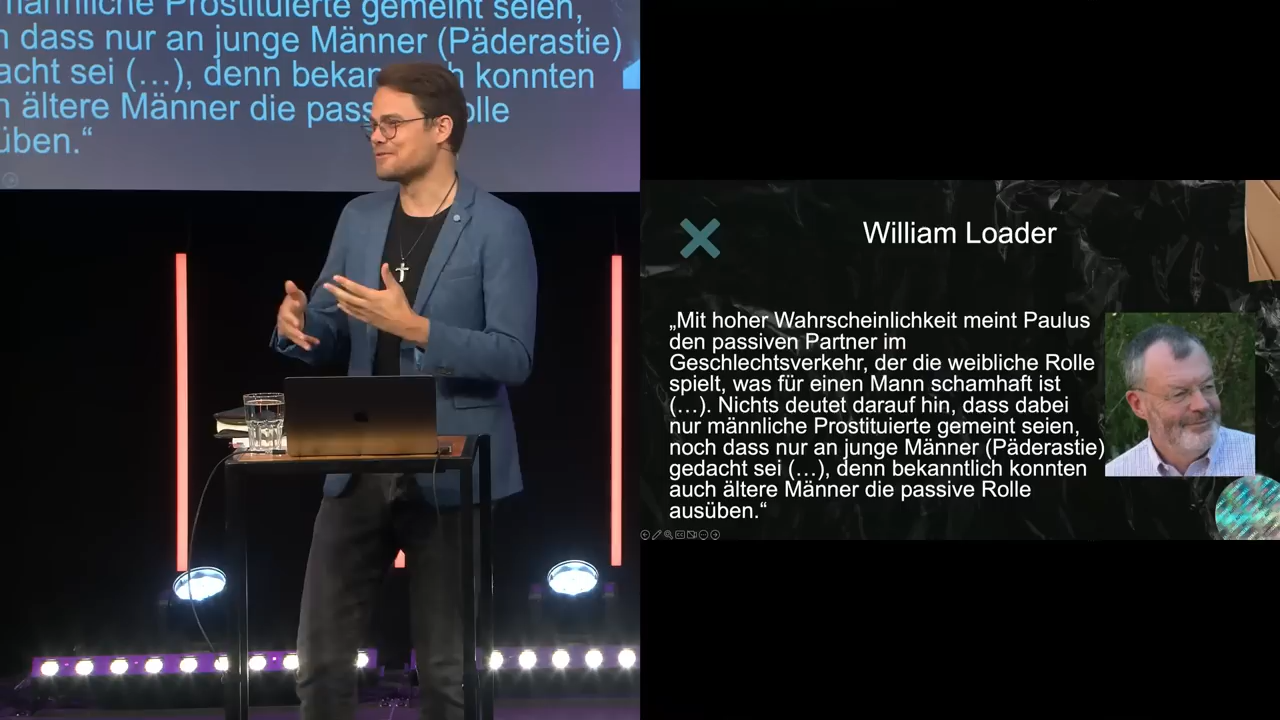 männliche Prostituierte gemeint seien,
dass nur an junge Männer (Päderastie)
acht sei (…), denn bekan h konnten
ältere Männer die pass olle
üben.“
William Loader
„Mit hoher Wahrscheinlichkeit meint Paulus
den passiven Partner im
Geschlechtsverkehr, der die weibliche Rolle
spielt, was für einen Mann schamhaft ist
(…). Nichts deutet darauf hin, dass dabei
nur männliche Prostituierte gemeint seien,
noch dass nur an junge Männer (Päderastie)
gedacht sei (…), denn bekanntlich konnten
auch ältere Männer die passive Rolle
ausüben.“